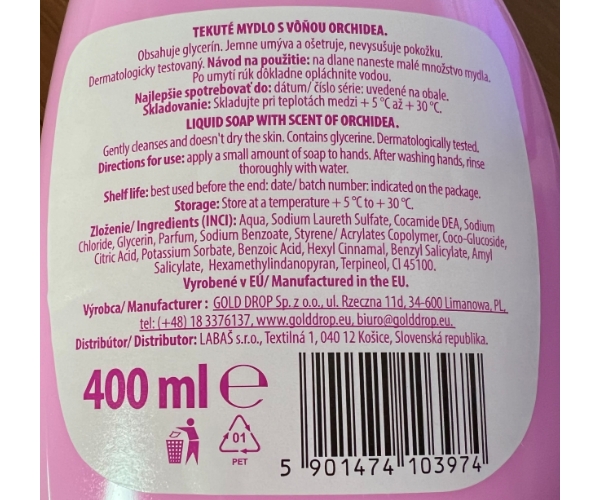 TEKUTÉ MYDLO S VÔŇOU ORCHIDEA.
Obsahuje glycerín. Jemne umýva a ošetruje, nevysušuje pokožku.
Dermatologicky testovaný. Návod na použitie: na dlane naneste malé množstvo mydla.
Po umytí rúk dôkladne opláchnite vodou.
Najlepšie spotrebovať do: dátum/ číslo série: uvedené na obale.
Skladovanie: Skladujte pri teplotách medzi + 5 °C až + 30 °C.
LIQUID SOAP WITH SCENT OF ORCHIDEA.
Gently cleanses and doesn't dry the skin. Contains glycerine. Dermatologically tested.
Directions for use: apply a small amount of soap to hands. After washing hands, rinse
thoroughly with water.
Shelf life: best used before the end: date/ batch number: indicated on the package.
Storage: Store at a temperature + 5 °C to + 30 °C.
Zloženie/ Ingredients (INCI): Aqua, Sodium Laureth Sulfate, Cocamide DEA, Sodium
Chloride, Glycerin, Parfum, Sodium Benzoate, Styrene/ Acrylates Copolymer, Coco-Glucoside,
Citric Acid, Potassium Sorbate, Benzoic Acid, Hexyl Cinnamal, Benzyl Salicylate, Amyl
Salicylate, Hexamethylindanopyran, Terpineol, CI 45100.
Vyrobené v EÚ/ Manufactured in the EU.
Výrobca/ Manufacturer : GOLD DROP Sp. z o.o., ul. Rzeczna 11d, 34-600 Limanowa, PL,
tel: (+48) 18 3376137, www.golddrop.eu, biuro@golddrop.eu.
Distribútor/ Distributor: LABAŠ s.r.o., Textilná 1, 040 12 Košice, Slovenská republika.
400 ml ℮
01
PET
5 901474 103974